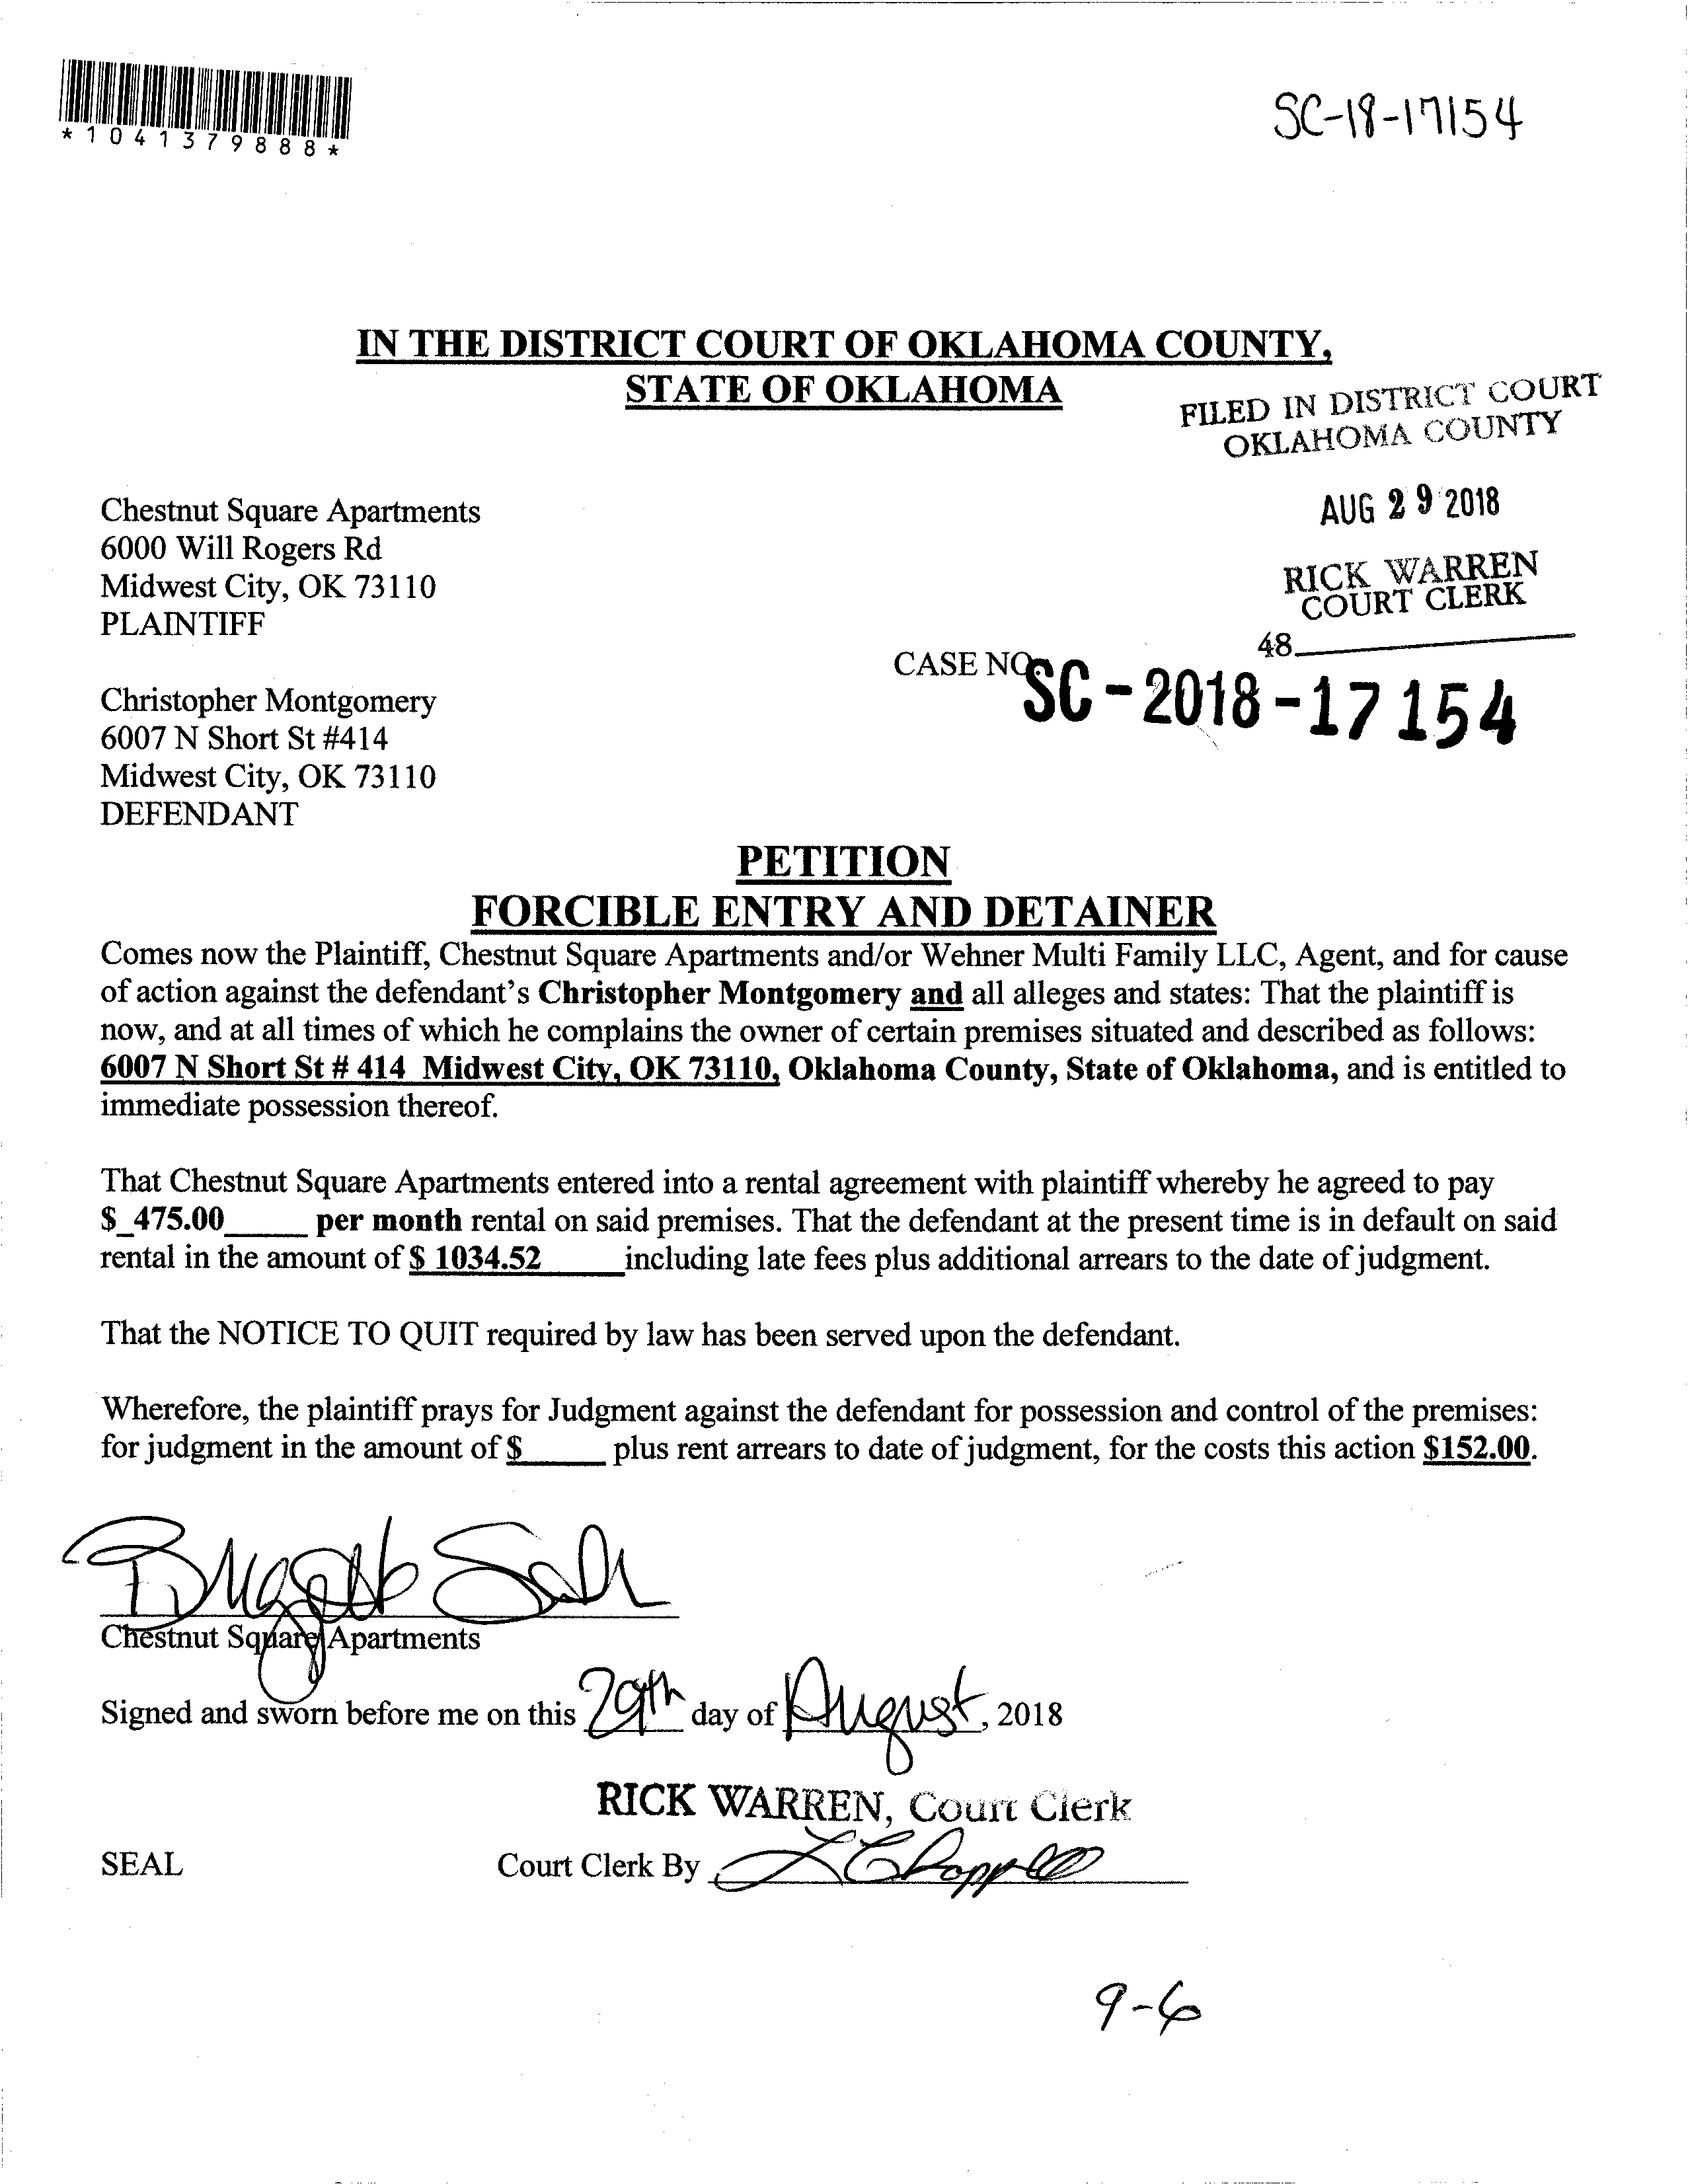 *1041379888*
SC-18-17154
IN THE DISTRICT COURT OF OKLAHOMA COUNTY,
STATE OF OKLAHOMA
FILED IN DISTRICT COURT
OKLAHOMA COUNTY
AUG 29 2018
RICK WARREN
COURT CLERK
48
Chestnut Square Apartments
6000 Will Rogers Rd
Midwest City, OK 73110
PLAINTIFF
CASE NO. SC-2018-17154
Christopher Montgomery
6007 N Short St #414
Midwest City, OK 73110
DEFENDANT
PETITION
FORCIBLE ENTRY AND DETAINER
Comes now the Plaintiff, Chestnut Square Apartments and/or Wehner Multi Family LLC, Agent, and for cause
of action against the defendant's Christopher Montgomery and all alleges and states: That the plaintiff is
now, and at all times of which he complains the owner of certain premises situated and described as follows:
6007 N Short St # 414 Midwest City, OK 73110, Oklahoma County, State of Oklahoma, and is entitled to
immediate possession thereof.
That Chestnut Square Apartments entered into a rental agreement with plaintiff whereby he agreed to pay
$_475.00_____ per month rental on said premises. That the defendant at the present time is in default on said
rental in the amount of $ 1034.52_____including late fees plus additional arrears to the date of judgment.
That the NOTICE TO QUIT required by law has been served upon the defendant.
Wherefore, the plaintiff prays for Judgment against the defendant for possession and control of the premises:
for judgment in the amount of $_____ plus rent arrears to date of judgment, for the costs this action $152.00.
Chestnut Square Apartments
Signed and sworn before me on this 29th day of August, 2018
RICK WARREN, Court Clerk
SEAL
Court Clerk By
9-6